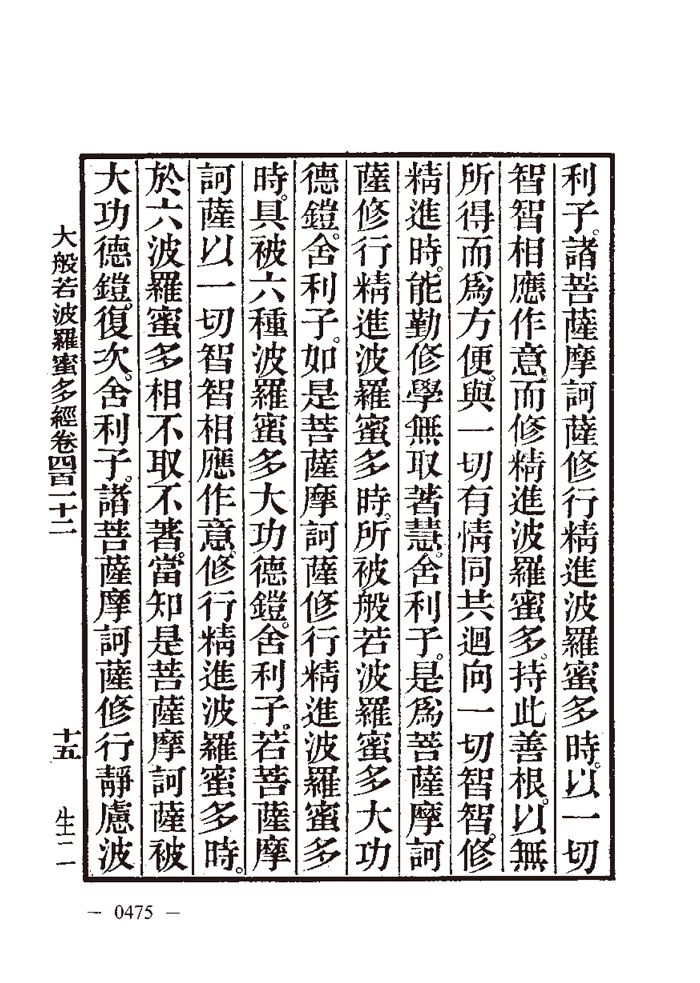 利子。諸菩薩摩訶薩修行精進波羅蜜多時。以一切
智智相應作意。而修精進波羅蜜多。持此善根。以無
所得而爲方便。與一切有情同共迴向一切智智。修
精進時。能勤修學無取著慧。舍利子。是爲菩薩摩訶
薩修行精進波羅蜜多時。所被般若波羅蜜多大功
德鎧。舍利子。如是菩薩摩訶薩修行精進波羅蜜多
時。具被六種波羅蜜多大功德鎧。舍利子。若菩薩摩
訶薩以一切智智相應作意。修行精進波羅蜜多時。
於六波羅蜜多相不取不著。當知是菩薩摩訶薩被
大功德鎧。復次。舍利子。諸菩薩摩訶薩修行靜慮波
大般若波羅蜜多經卷四百一十二 十五 生二
— 0475 —